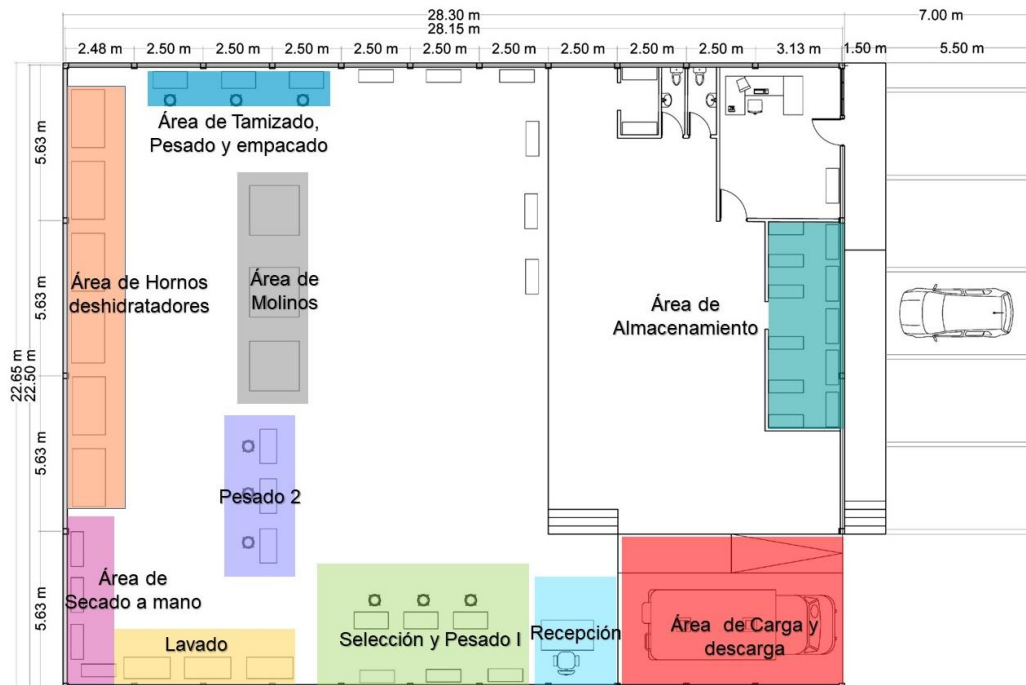 28.30 m
7.00 m
28.15 m
2.48 m
2.50 m
2.50 m
2.50 m
2.50 m
2.50 m
2.50 m
2.50 m
2.50 m
3.13 m
1.50 m
5.50 m
5.63 m
5.63 m
5.63 m
5.63 m
22.65 m
22.50 m
Área de Tamizado,
Pesado y empacado
Área de Hornos
deshidratadores
Área de
Molinos
Área de
Almacenamiento
Pesado 2
Área de
Secado a mano
Lavado
Selección y Pesado I
Recepción
Área de Carga y
descarga